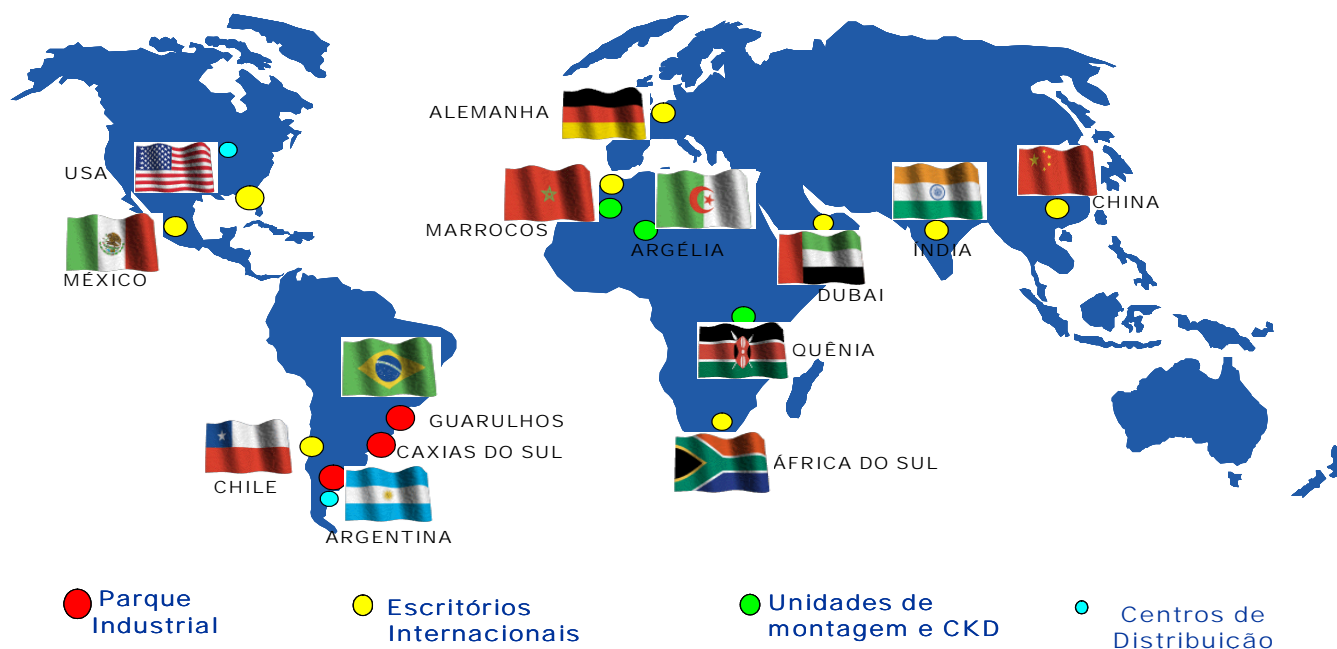 ALEMANHA
USA
MARROCOS
ARGÉLIA
ÍNDIA
CHINA
MÉXICO
DUBAI
QUÊNIA
GUARULHOS
CAXIAS DO SUL
CHILE
ÁFRICA DO SUL
ARGENTINA
Parque
Industrial
Escritórios
Internacionais
Unidades de
montagem e CKD
Centros de
Distribuição